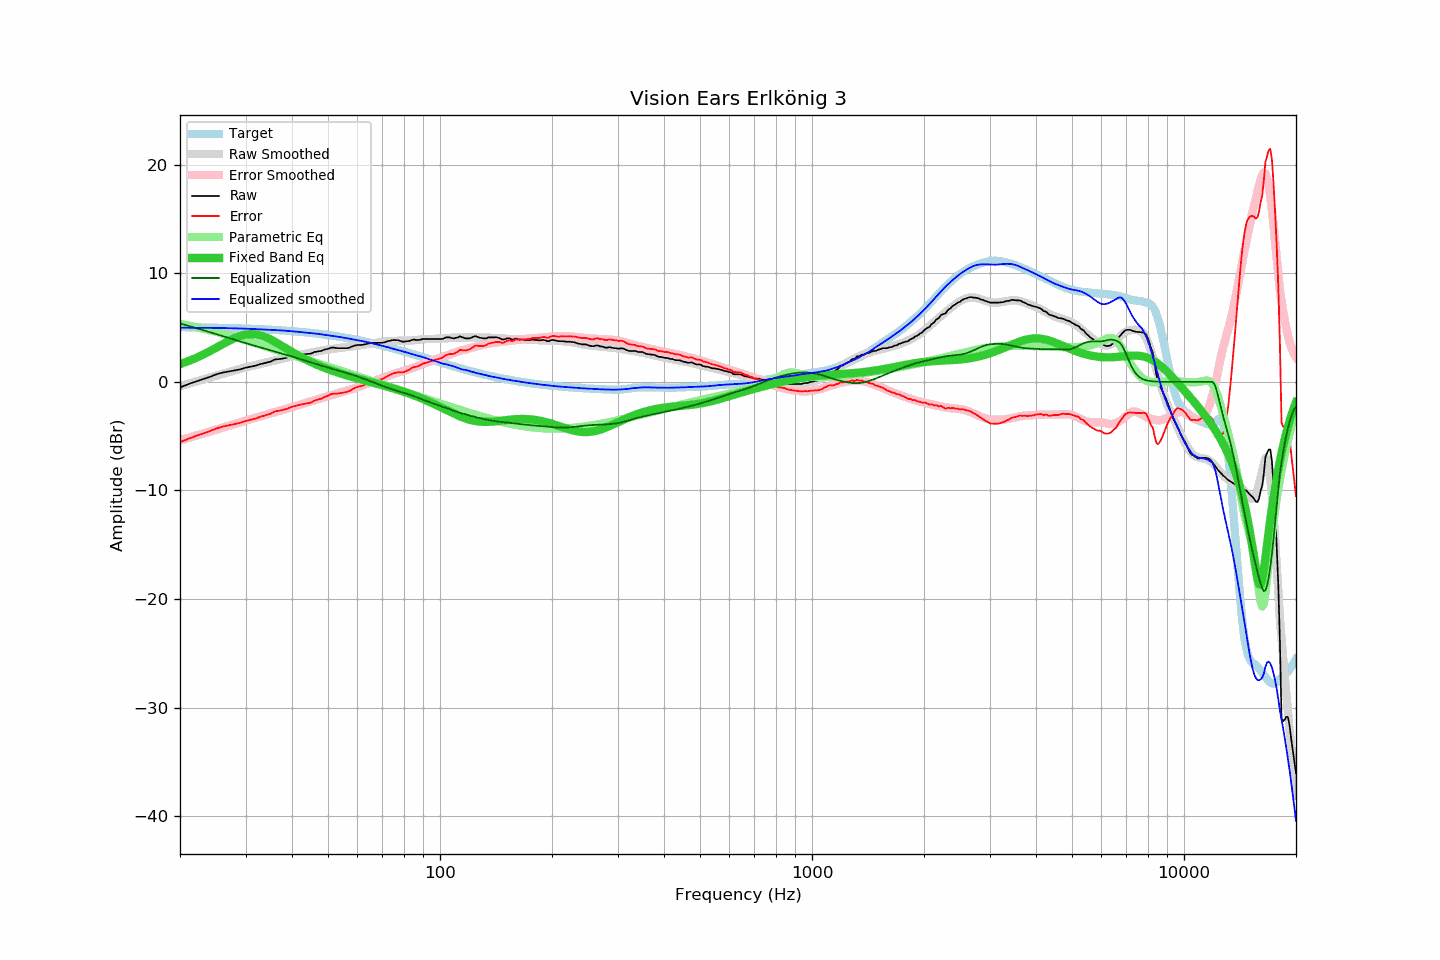 Vision Ears Erlkönig 3
Target
Raw Smoothed
Error Smoothed
Raw
Error
Parametric Eq
Fixed Band Eq
Equalization
Equalized smoothed
20
10
0
−10
−20
−30
−40
Amplitude (dBr)
100 1000 10000
Frequency (Hz)